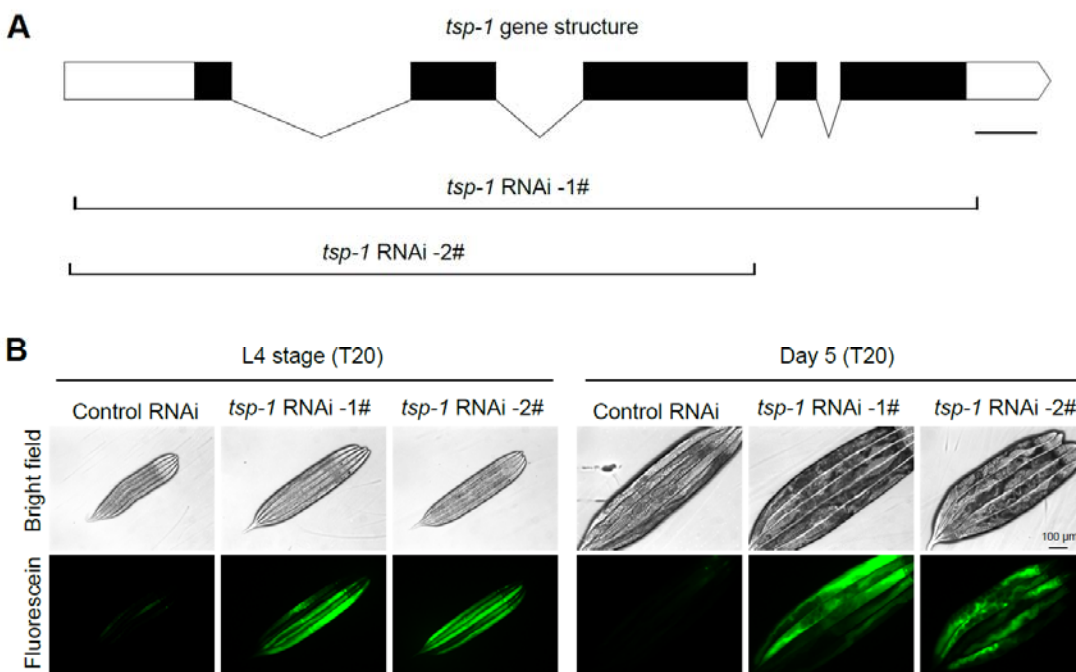 A
tsp-1 gene structure
tsp-1 RNAi -1#
tsp-1 RNAi -2#
B
L4 stage (T20)
Day 5 (T20)
Control RNAi
tsp-1 RNAi -1#
tsp-1 RNAi -2#
Control RNAi
tsp-1 RNAi -1#
tsp-1 RNAi -2#
Bright field
100 μm
Fluorescein